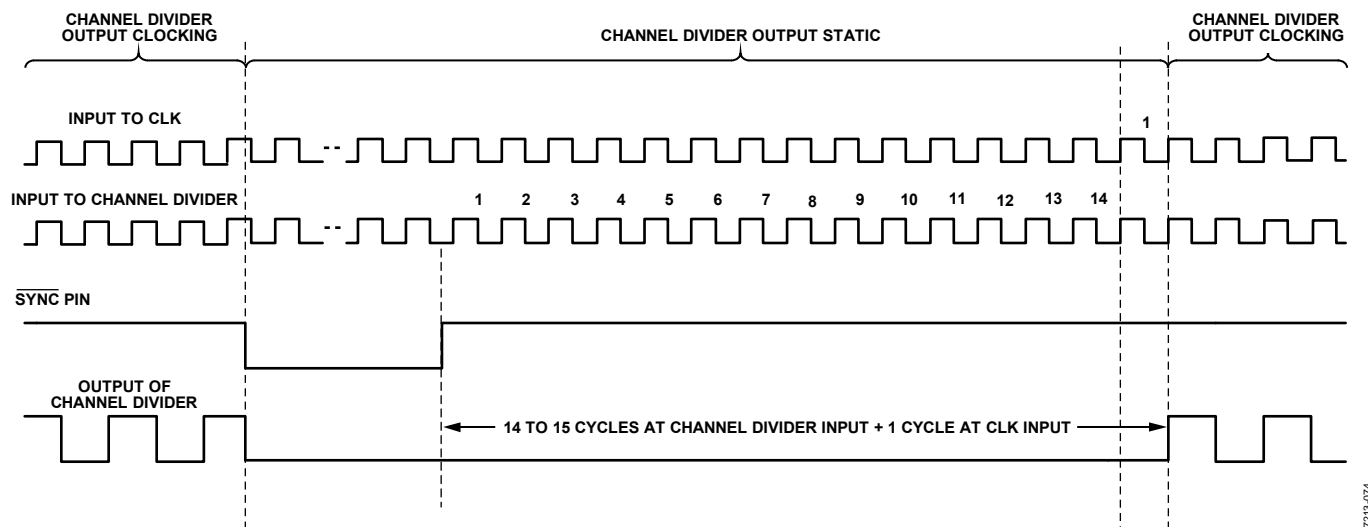 CHANNEL DIVIDER
OUTPUT CLOCKING
CHANNEL DIVIDER OUTPUT STATIC
CHANNEL DIVIDER
OUTPUT CLOCKING
INPUT TO CLK
1
INPUT TO CHANNEL DIVIDER
1 2 3 4 5 6 7 8 9 10 11 12 13 14
SYNC PIN
OUTPUT OF
CHANNEL DIVIDER
14 TO 15 CYCLES AT CHANNEL DIVIDER INPUT + 1 CYCLE AT CLK INPUT